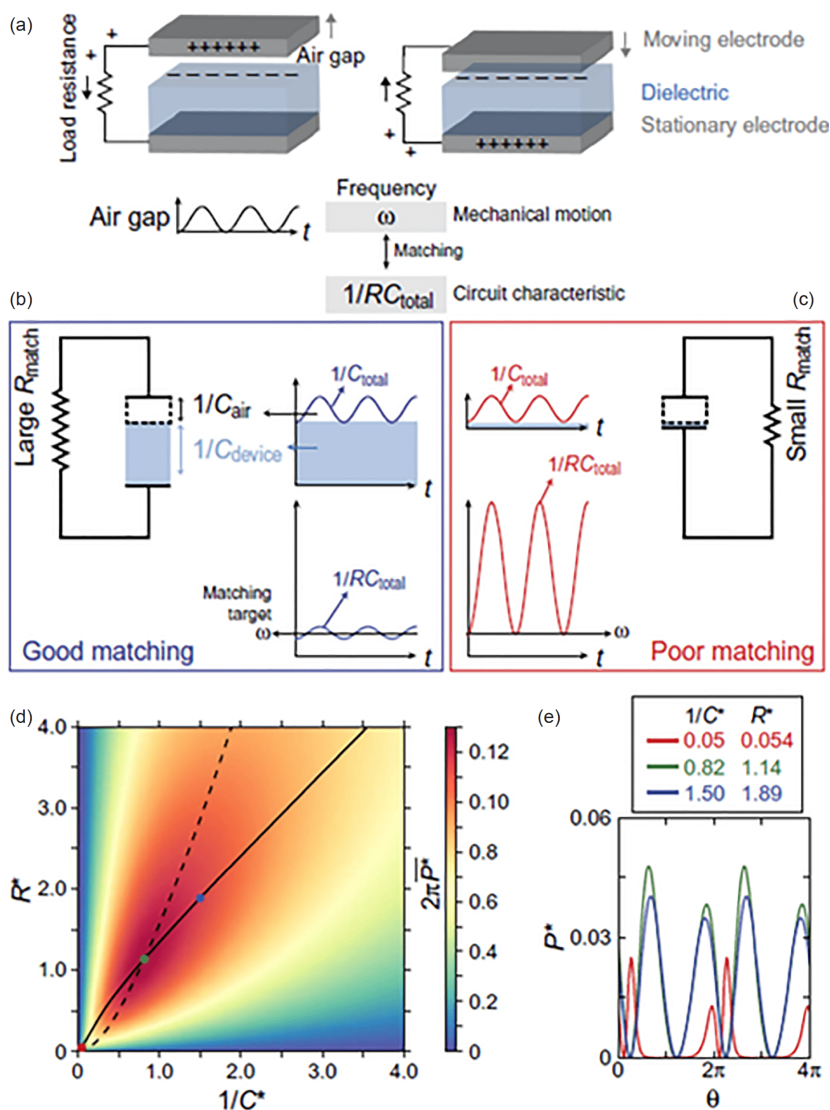 (a)
Load resistance
+ + ++++++
Air gap
− − − − − − −
Moving electrode
Dielectric
Stationary electrode
− − − − − − −
+ + ++++++
Frequency
Air gap
t
ω
Mechanical motion
Matching
1/RCtotal
Circuit characteristic
(b)
(c)
Large Rmatch
1/Cair
1/Cdevice
1/Ctotal
t
1/RCtotal
Matching
target
ω
t
Good matching
1/Ctotal
t
1/RCtotal
ω
t
Small Rmatch
Poor matching
(d)
4.0
3.0
2.0
1.0
0
R*
0 1.0 2.0 3.0 4.0
1/C*
0.12
0.10
0.8
0.6
0.4
0.2
0
2πP*
(e)
1/C* R*
0.05 0.054
0.82 1.14
1.50 1.89
0.06
0.03
0
P*
0 2π 4π
θ